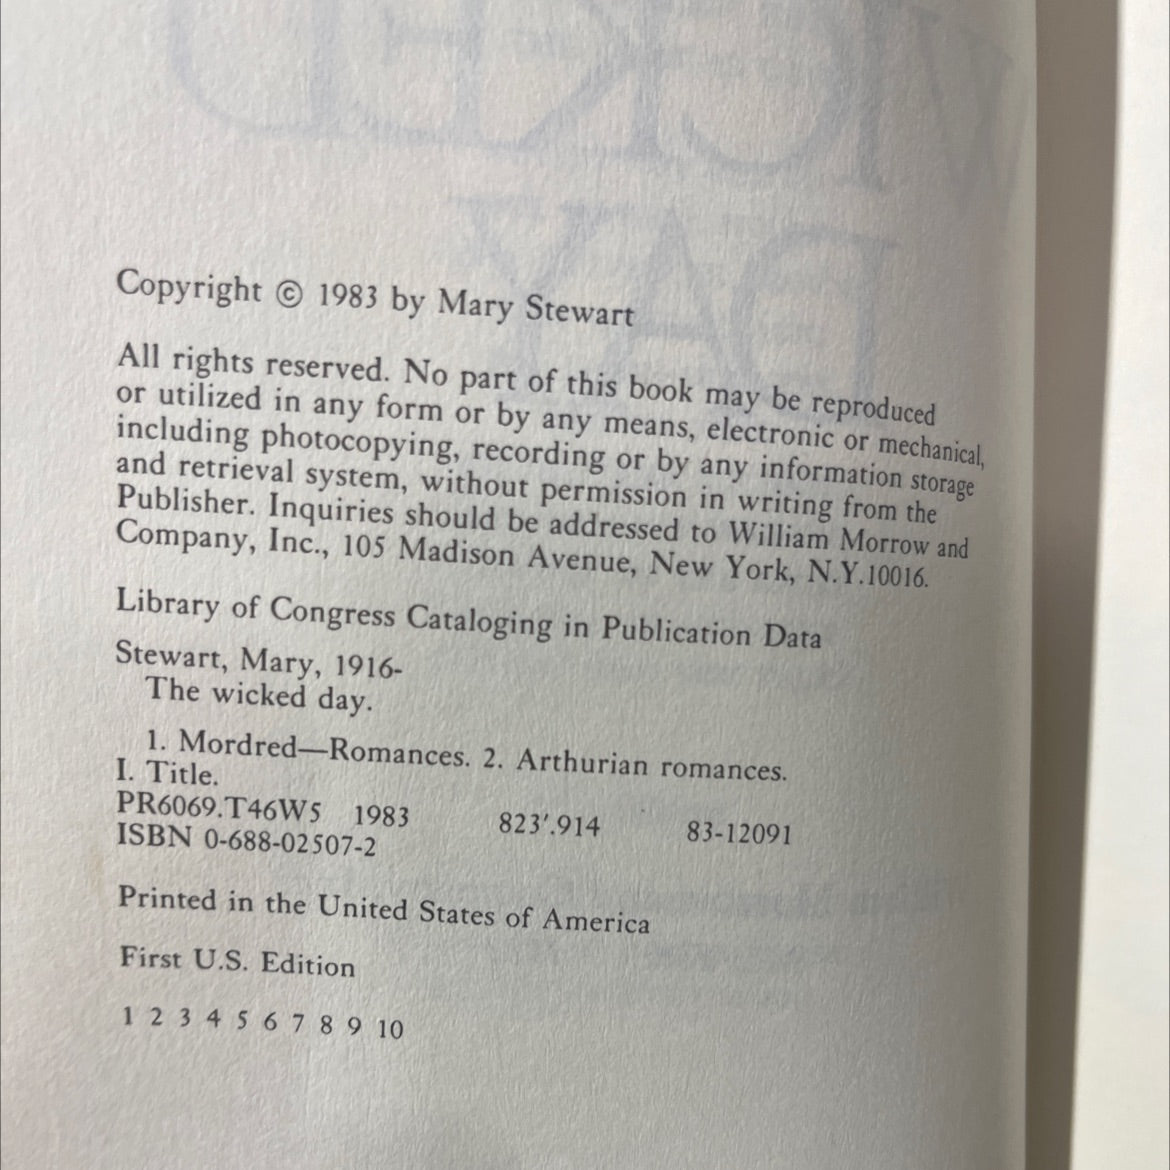 Copyright © 1983 by Mary Stewart
All rights reserved. No part of this book may be reproduced
or utilized in any form or by any means, electronic or mechanical,
including photocopying, recording or by any information storage
and retrieval system, without permission in writing from the
Publisher. Inquiries should be addressed to William Morrow and
Company, Inc., 105 Madison Avenue, New York, N.Y.10016.
Library of Congress Cataloging in Publication Data
Stewart, Mary, 1916-
The wicked day.
1. Mordred—Romances. 2. Arthurian romances.
I. Title.
PR6069.T46W5 1983 823′.914 83-12091
ISBN 0-688-02507-2
Printed in the United States of America
First U.S. Edition
1 2 3 4 5 6 7 8 9 10